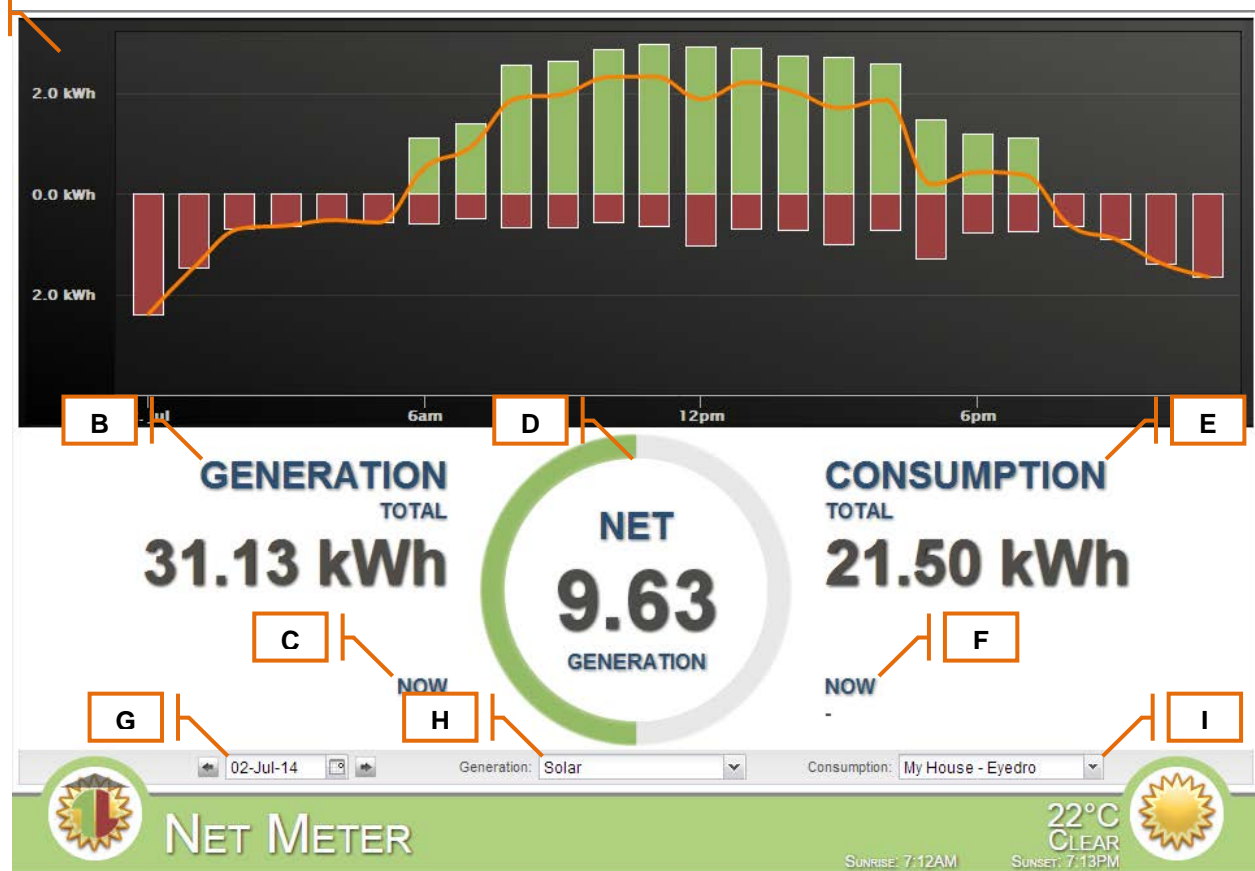 2.0 kWh
0.0 kWh
2.0 kWh
6am
12pm
6pm
B
D
E
GENERATION
TOTAL
31.13 kWh
NET
9.63
GENERATION
CONSUMPTION
TOTAL
21.50 kWh
C
F
NOW
NOW
-
G
H
I
02-Jul-14
Generation: Solar
Consumption: My House - Eyedro
NET METER
22°C
CLEAR
SUNRISE: 7:12AM SUNSET: 7:13PM